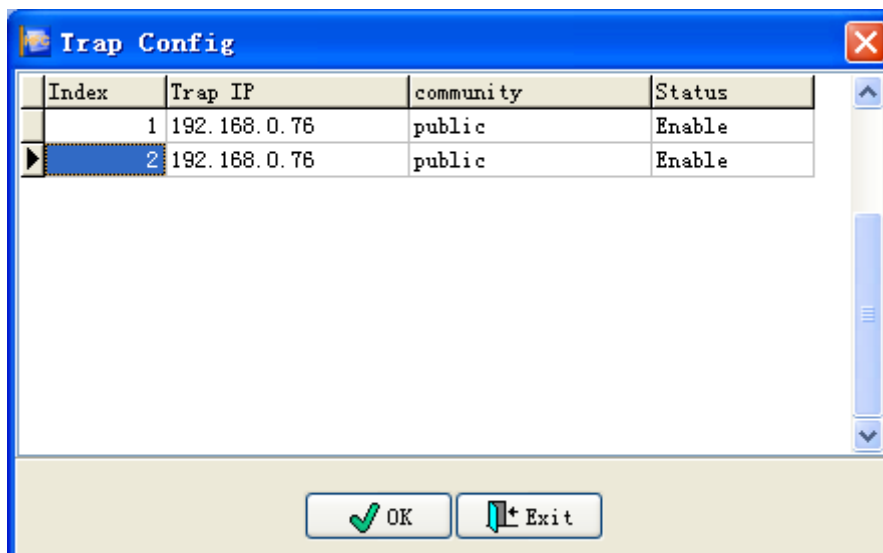 Trap Config
Index Trap IP community Status
1 192.168.0.76 public Enable
2 192.168.0.76 public Enable
OK Exit